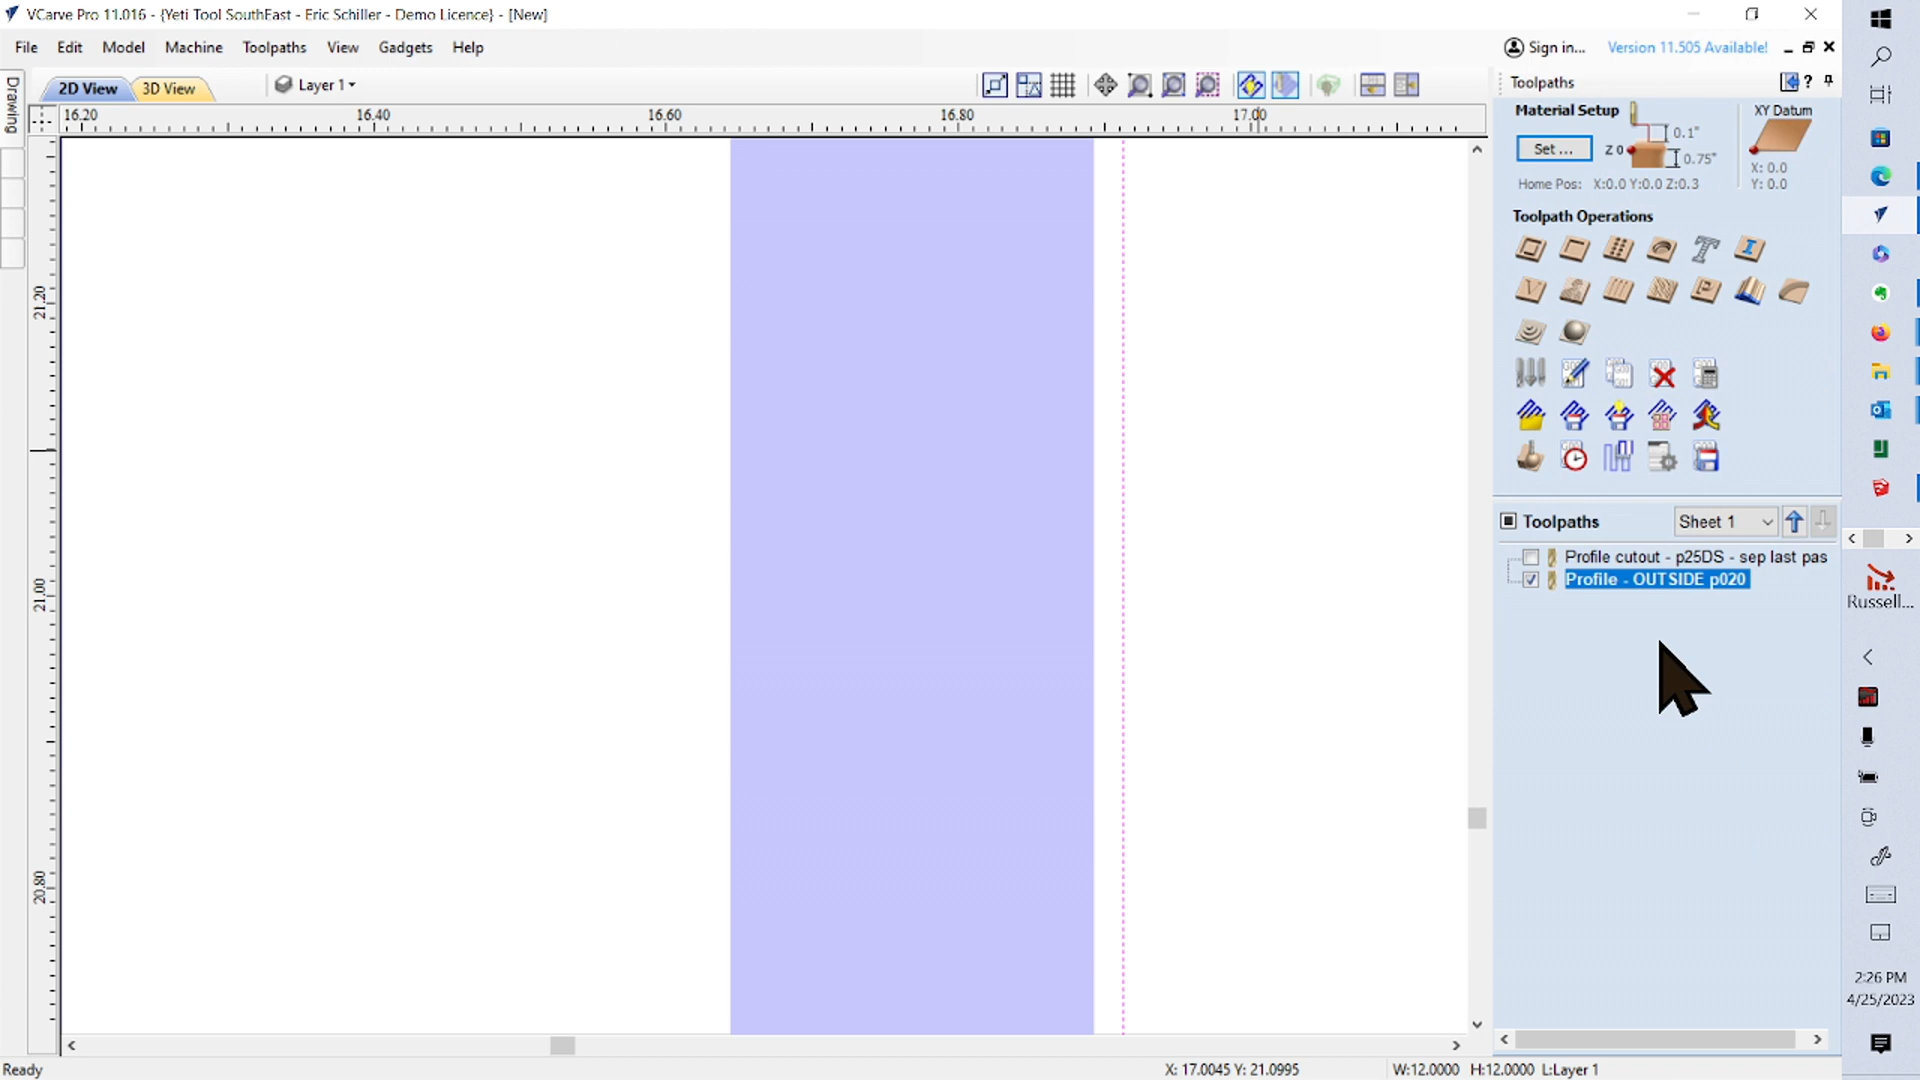 VCarve Pro 11.016 - {Yeti Tool SouthEast - Eric Schiller - Demo Licence} - [New]
File Edit Model Machine Toolpaths View Gadgets Help
Sign in... Version 11.505 Available!
2D View 3D View Layer 1
Drawing
16.20 16.40 16.60 16.80 17.00
21.20
21.00
20.80
Toolpaths ?
Material Setup
Set ...
Z 0
0.1"
0.75"
XY Datum
X: 0.0
Y: 0.0
Home Pos: X:0.0 Y:0.0 Z:0.3
Toolpath Operations
Toolpaths Sheet 1
Profile cutout - p25DS - sep last pas
Profile - OUTSIDE p020
Russell...
2:26 PM
4/25/2023
Ready
X: 17.0045 Y: 21.0995
W:12.0000 H:12.0000 L:Layer 1